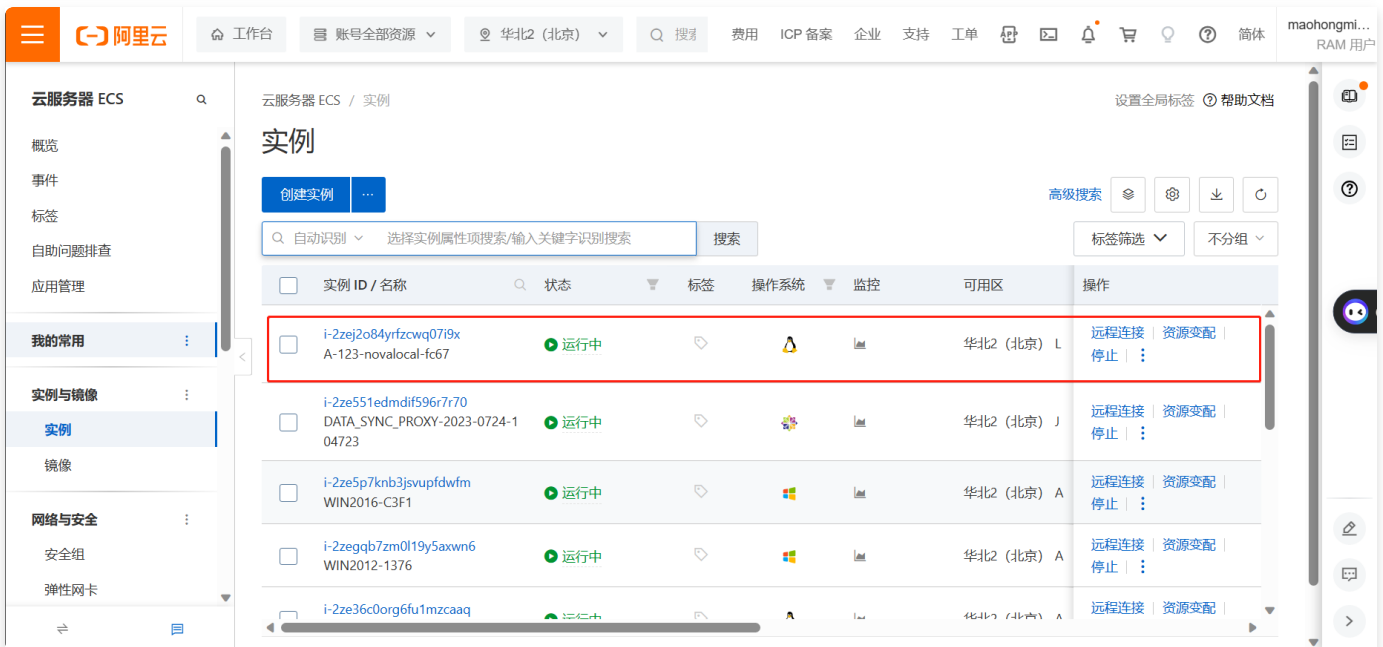 阿里云
工作台
账号全部资源
华北2（北京）
搜索
费用
ICP 备案
企业
支持
工单
简体
maohongmi...
RAM 用户
云服务器 ECS
概览
事件
标签
自助问题排查
应用管理
我的常用
实例与镜像
实例
镜像
网络与安全
安全组
弹性网卡
云服务器 ECS / 实例
设置全局标签 帮助文档
实例
创建实例 ...
高级搜索
自动识别 选择实例属性项搜索/输入关键字识别搜索 搜索
标签筛选 不分组
实例 ID / 名称 状态 标签 操作系统 监控 可用区 操作
i-2zej2o84yrfzcwq07i9x
A-123-novalocal-fc67
运行中
华北2（北京） L
远程连接 资源变配
停止
i-2ze551edmdif596r7r70
DATA_SYNC_PROXY-2023-0724-1
04723
运行中
华北2（北京） J
远程连接 资源变配
停止
i-2ze5p7knb3jsvupfdwfm
WIN2016-C3F1
运行中
华北2（北京） A
远程连接 资源变配
停止
i-2zegqb7zm0l19y5axwn6
WIN2012-1376
运行中
华北2（北京） A
远程连接 资源变配
停止
i-2ze36c0org6fu1mzcaaq
运行中
华北2（北京） A
远程连接 资源变配